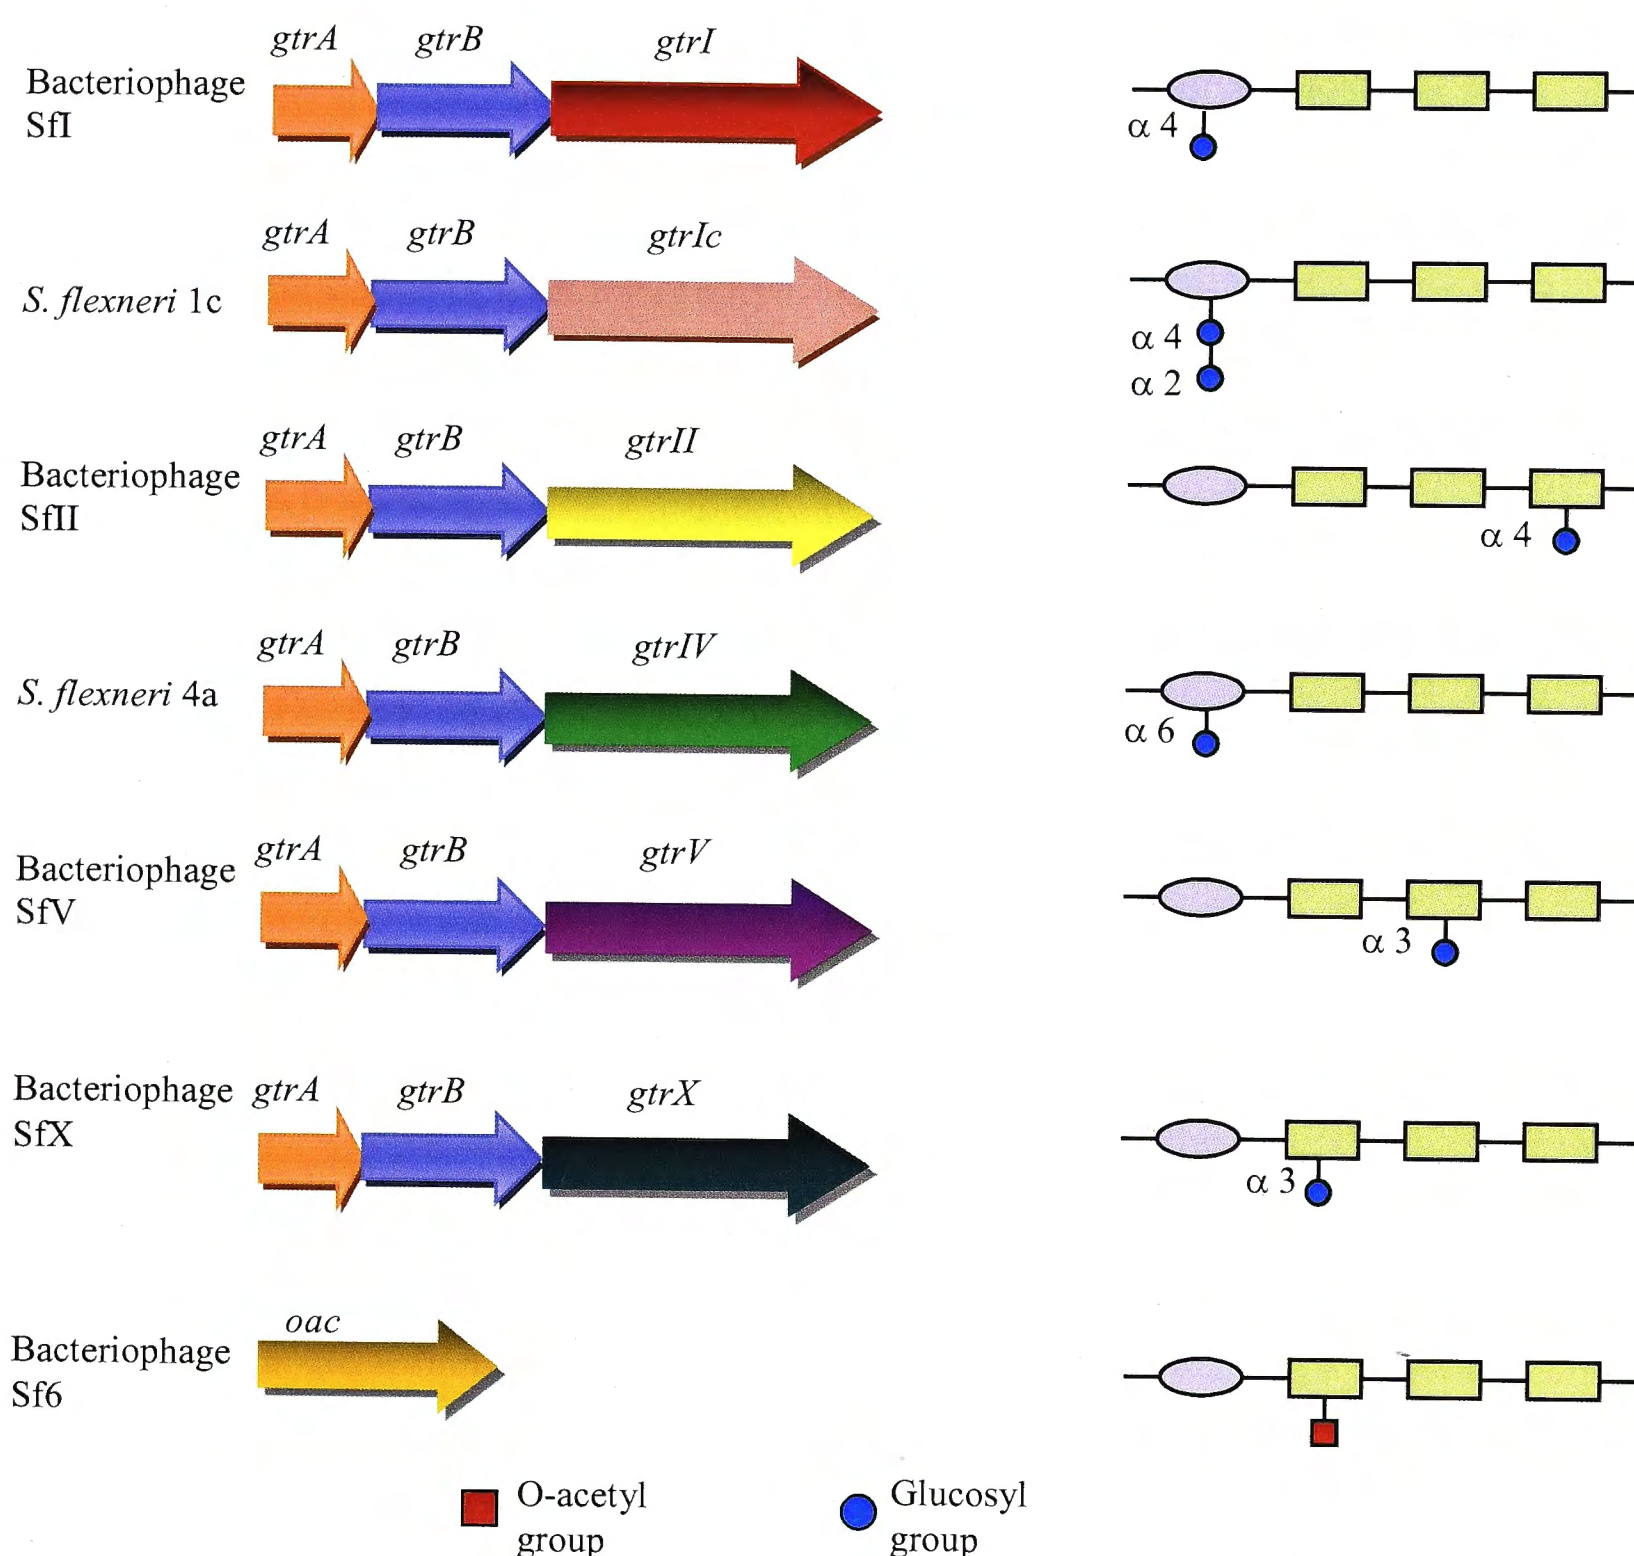 gtrA gtrB gtrI
Bacteriophage
SfI
α 4
gtrA gtrB gtrIc
S. flexneri 1c
α 4
α 2
gtrA gtrB gtrII
Bacteriophage
SfII
α 4
gtrA gtrB gtrIV
S. flexneri 4a
α 6
gtrA gtrB gtrV
Bacteriophage
SfV
α 3
Bacteriophage gtrA gtrB gtrX
SfX
α 3
oac
Bacteriophage
Sf6
O-acetyl
group
Glucosyl
group